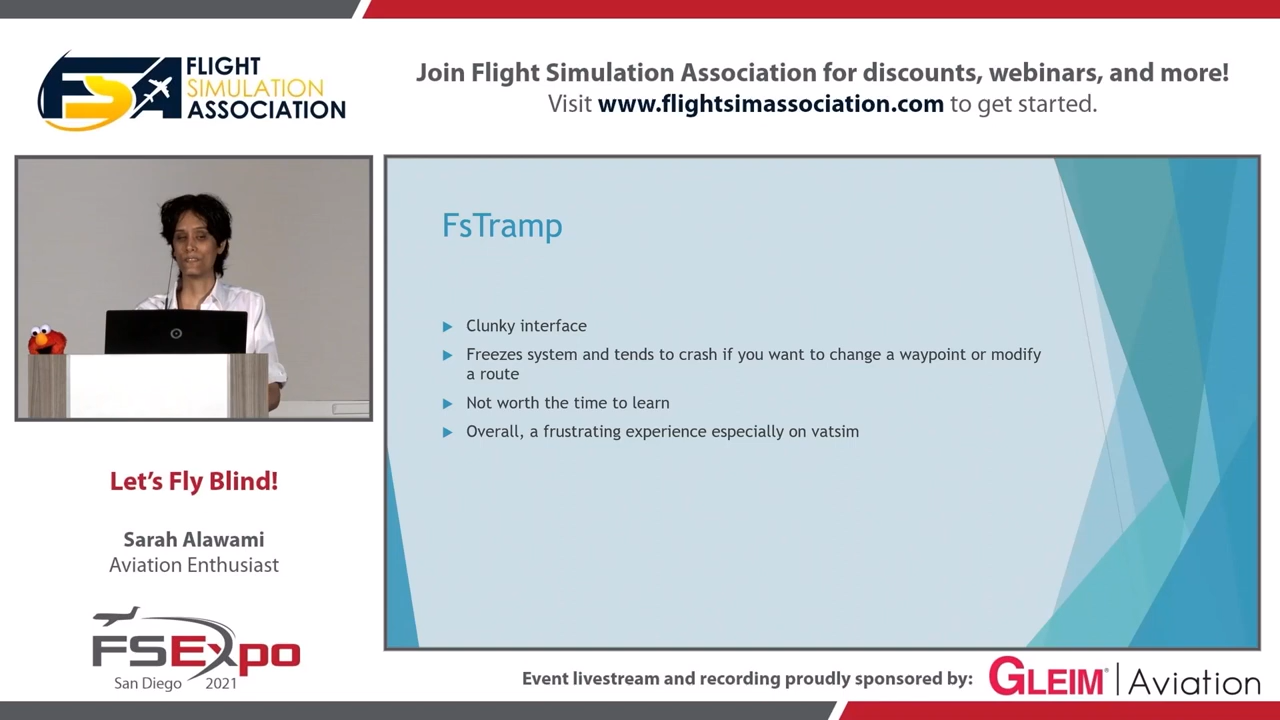 FLIGHT
SIMULATION
ASSOCIATION
FSA
Join Flight Simulation Association for discounts, webinars, and more!
Visit www.flightsimassociation.com to get started.
FsTramp
Clunky interface
Freezes system and tends to crash if you want to change a waypoint or modify
a route
Not worth the time to learn
Overall, a frustrating experience especially on vatsim
Let's Fly Blind!
Sarah Alawami
Aviation Enthusiast
FSExpo
San Diego 2021
Event livestream and recording proudly sponsored by:
GLEIM® | Aviation